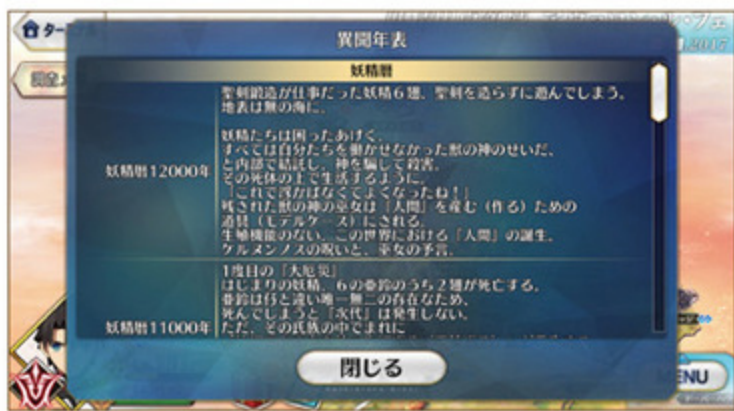 異聞年表
妖精暦
妖精暦12000年
聖剣鍛造が仕事だった妖精6翅、聖剣を造らずに遊んでしまう。
地表は無の海に。
妖精たちは困ったあげく、
すべては自分たちを働かせなかった獣の神のせいだ、
と内部で結託し、神を騙して殺害。
その死体の上で生活するように。
「これで浮かばなくてよくなったね!」
残された獣の神の巫女は『人間』を産む(作る)ための
道具(モデルケース)にされる。
生殖機能のない、この世界における『人間』の誕生。
ケルヌンノスの呪いと、巫女の予言。
妖精暦11000年
1度目の『大厄災』
はじまりの妖精、6の亜鈴のうち2翅が死亡する。
亜鈴は仔と違い唯一無二の存在なため、
死んでしまうと『次代』は発生しない。
ただ、その氏族の中でまれに
閉じる
MENU